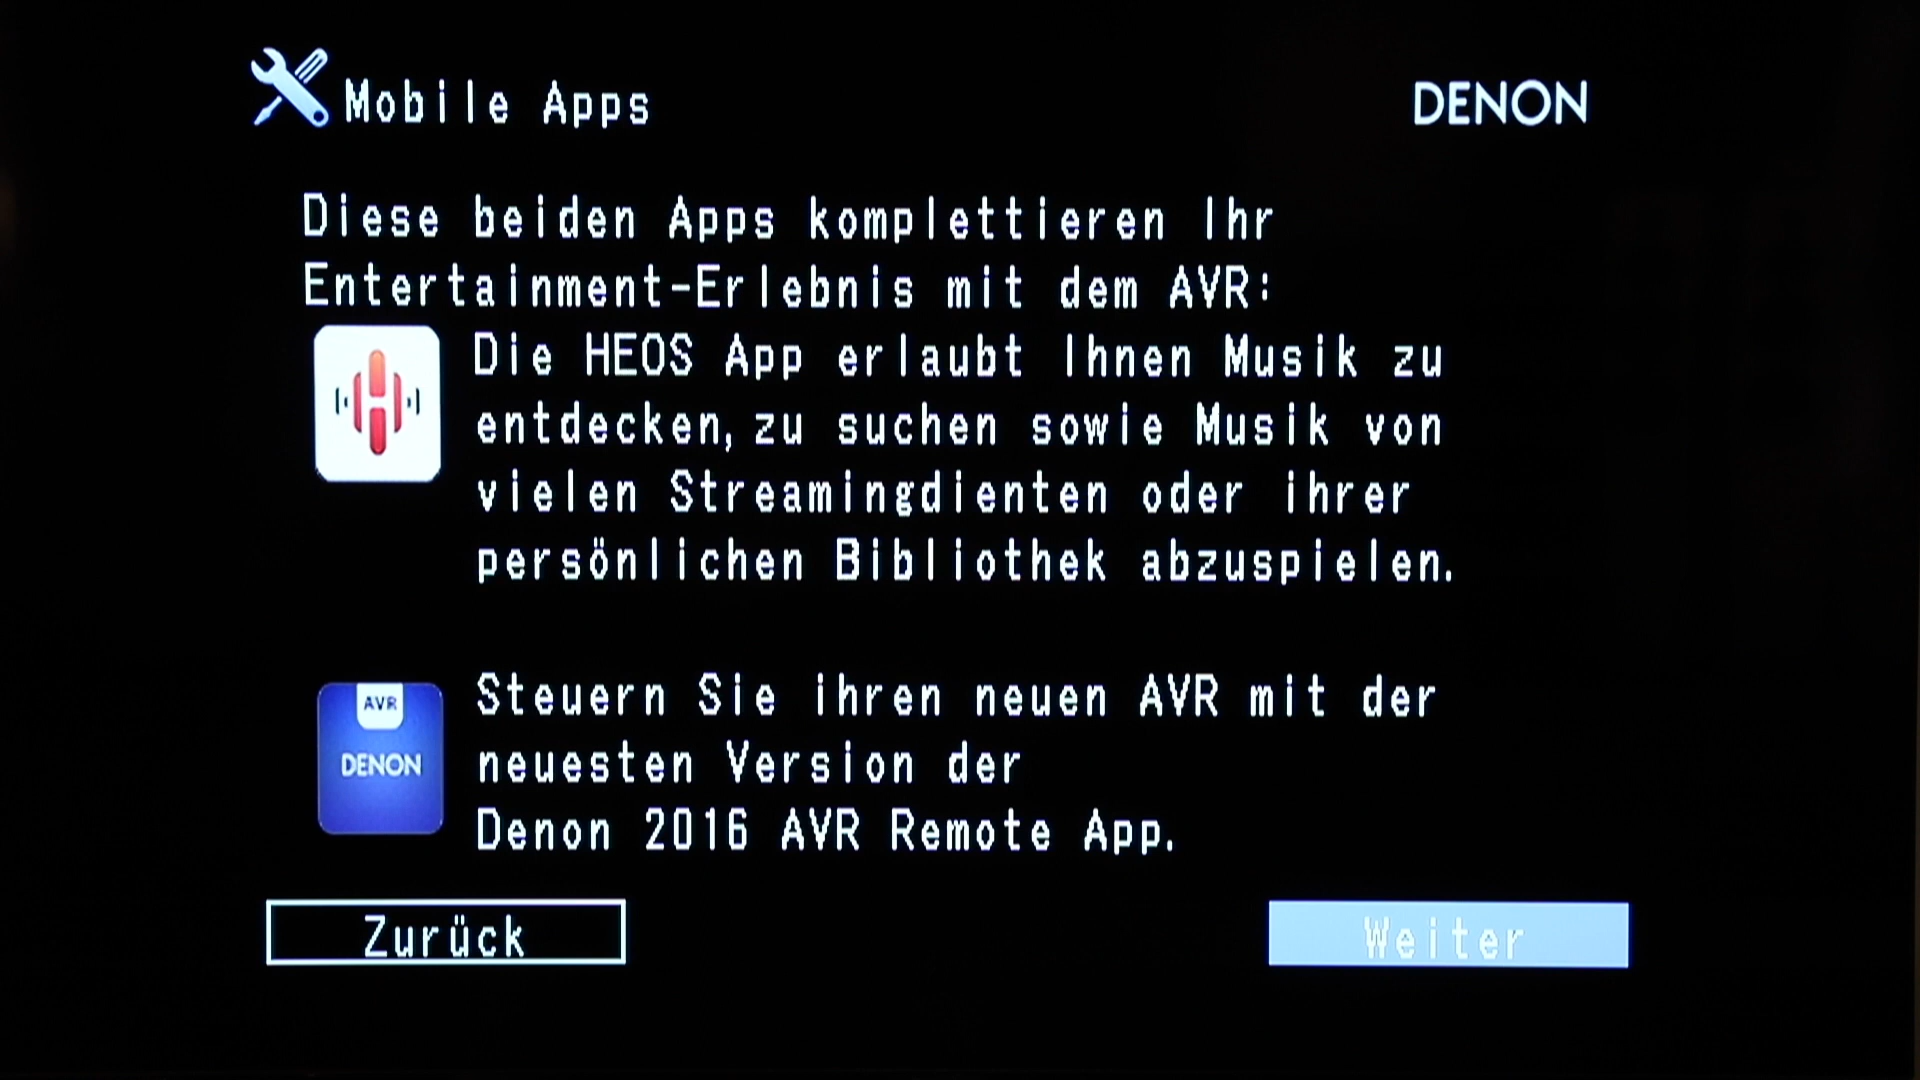 Mobile Apps
DENON
Diese beiden Apps komplettieren Ihr
Entertainment-Erlebnis mit dem AVR:
Die HEOS App erlaubt Ihnen Musik zu
entdecken, zu suchen sowie Musik von
vielen Streamingdienten oder ihrer
persönlichen Bibliothek abzuspielen.
AVR
DENON
Steuern Sie ihren neuen AVR mit der
neuesten Version der
Denon 2016 AVR Remote App.
Zurück
Weiter